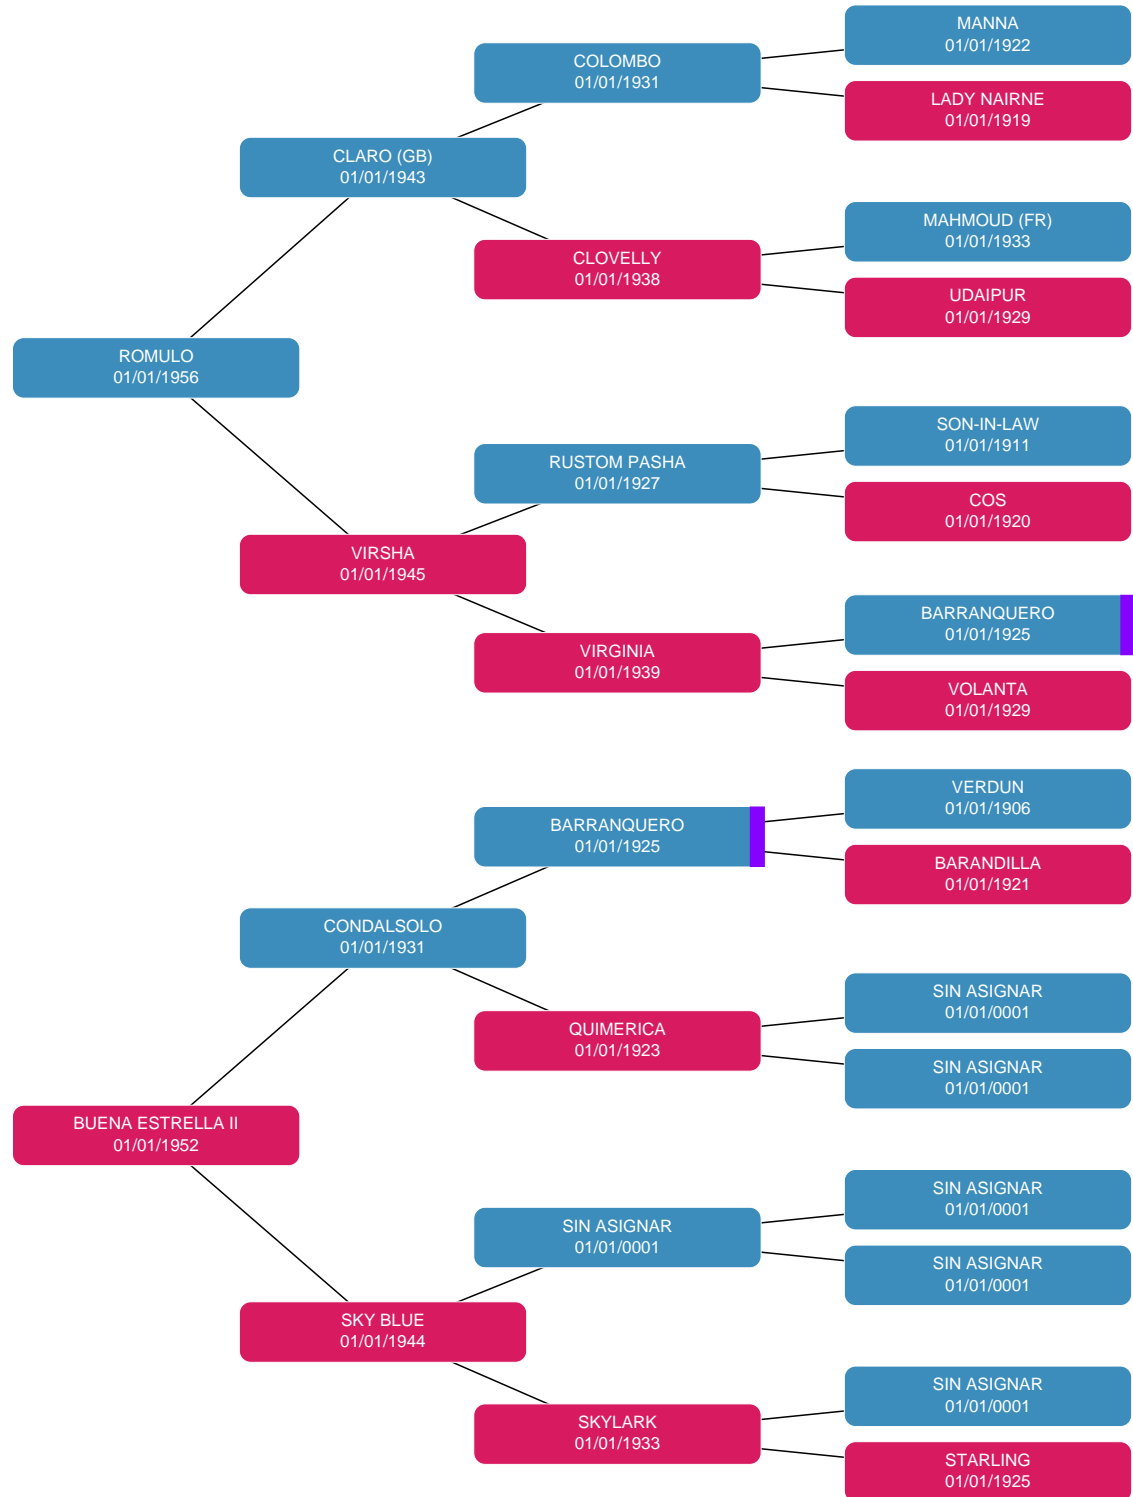 MANNA
01/01/1922
COLOMBO
01/01/1931
LADY NAIRNE
01/01/1919
CLARO (GB)
01/01/1943
MAHMOUD (FR)
01/01/1933
CLOVELLY
01/01/1938
UDAIPUR
01/01/1929
ROMULO
01/01/1956
SON-IN-LAW
01/01/1911
RUSTOM PASHA
01/01/1927
COS
01/01/1920
VIRSHA
01/01/1945
BARRANQUERO
01/01/1925
VIRGINIA
01/01/1939
VOLANTA
01/01/1929
VERDUN
01/01/1906
BARRANQUERO
01/01/1925
BARANDILLA
01/01/1921
CONDALSOLO
01/01/1931
SIN ASIGNAR
01/01/0001
QUIMERICA
01/01/1923
SIN ASIGNAR
01/01/0001
BUENA ESTRELLA II
01/01/1952
SIN ASIGNAR
01/01/0001
SIN ASIGNAR
01/01/0001
SIN ASIGNAR
01/01/0001
SKY BLUE
01/01/1944
SIN ASIGNAR
01/01/0001
SKYLARK
01/01/1933
STARLING
01/01/1925